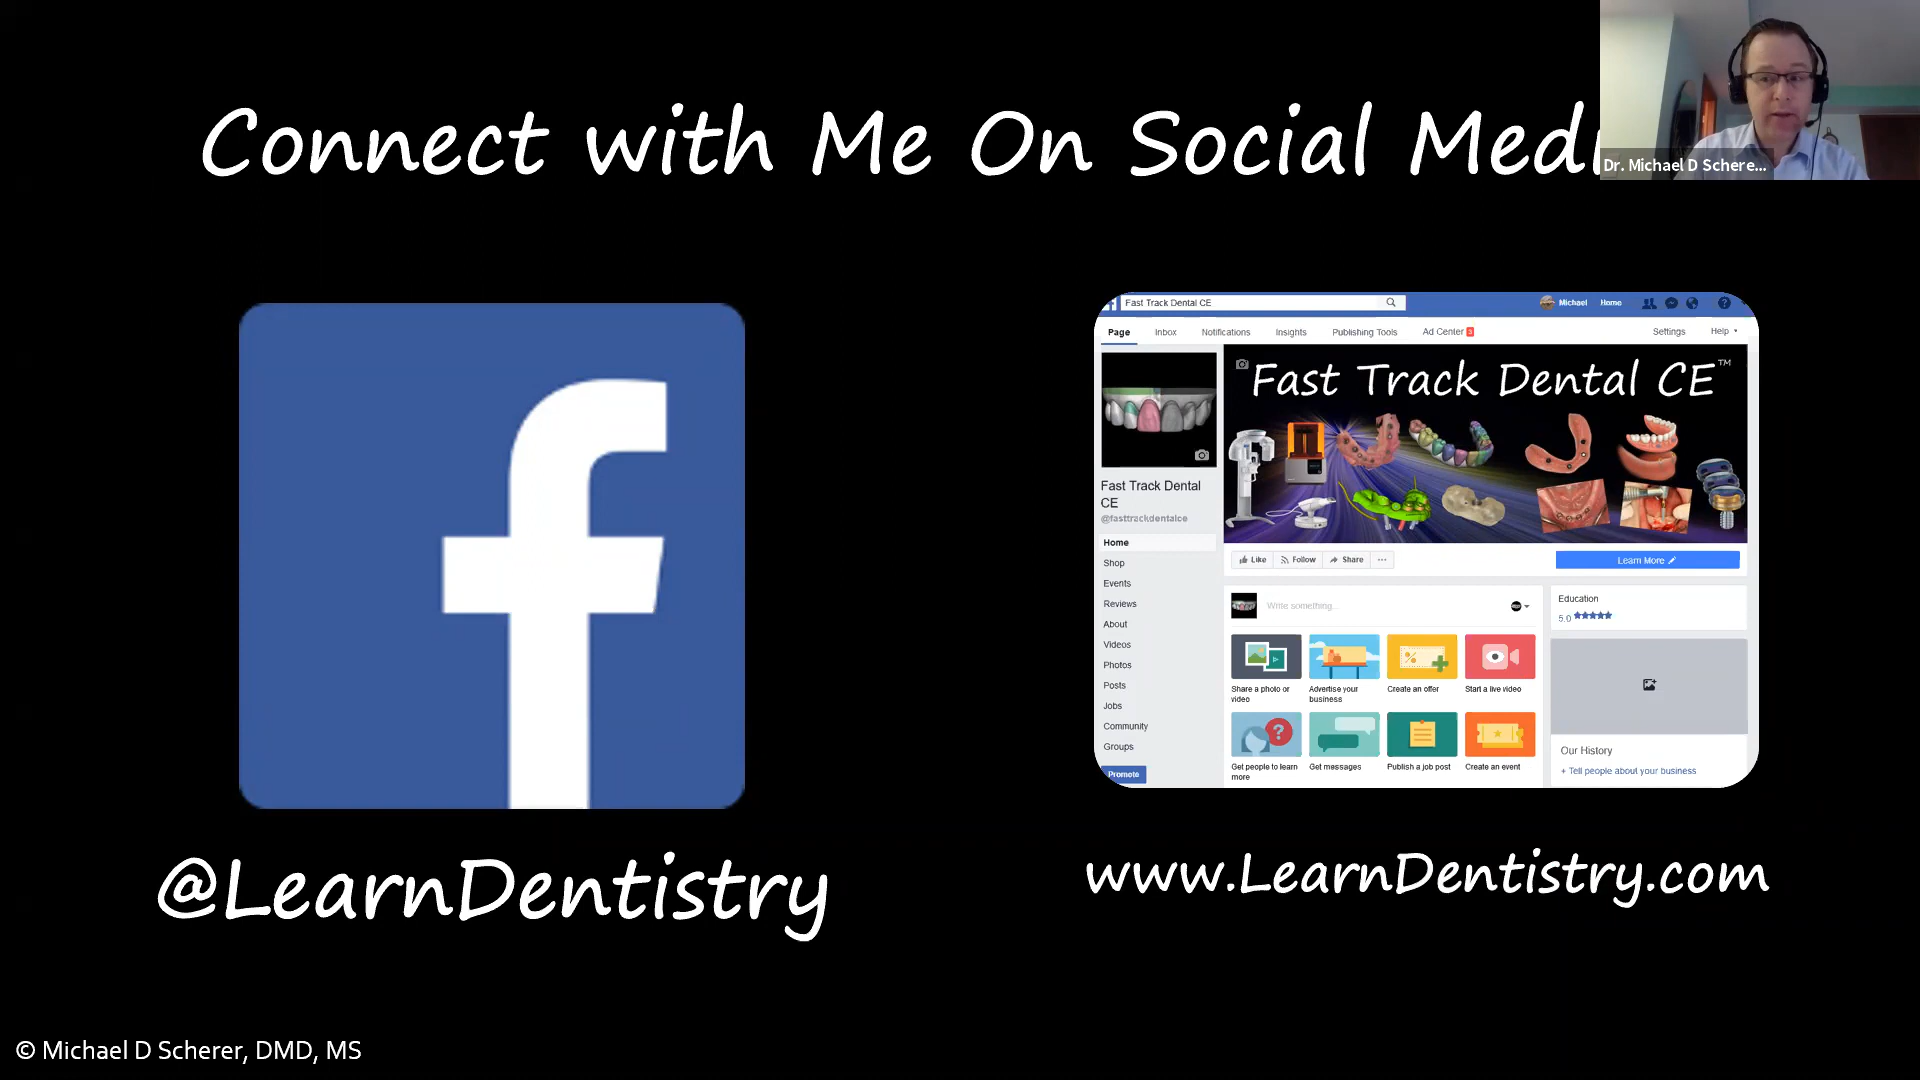 Connect with Me On Social Medi
Dr. Michael D Schere...
Fast Track Dental CE
Michael Home
Page Inbox Notifications Insights Publishing Tools Ad Center Settings Help
Fast Track Dental CE™
Fast Track Dental
CE
@fasttrackdentalce
Home
Shop
Events
Reviews
About
Videos
Photos
Posts
Jobs
Community
Groups
Promote
Like Follow Share ...
Learn More
Write something...
Share a photo or
video
Advertise your
business
Create an offer
Start a live video
Get people to learn
more
Get messages
Publish a job post
Create an event
Education
5.0
Our History
+ Tell people about your business
@LearnDentistry
www.LearnDentistry.com
© Michael D Scherer, DMD, MS